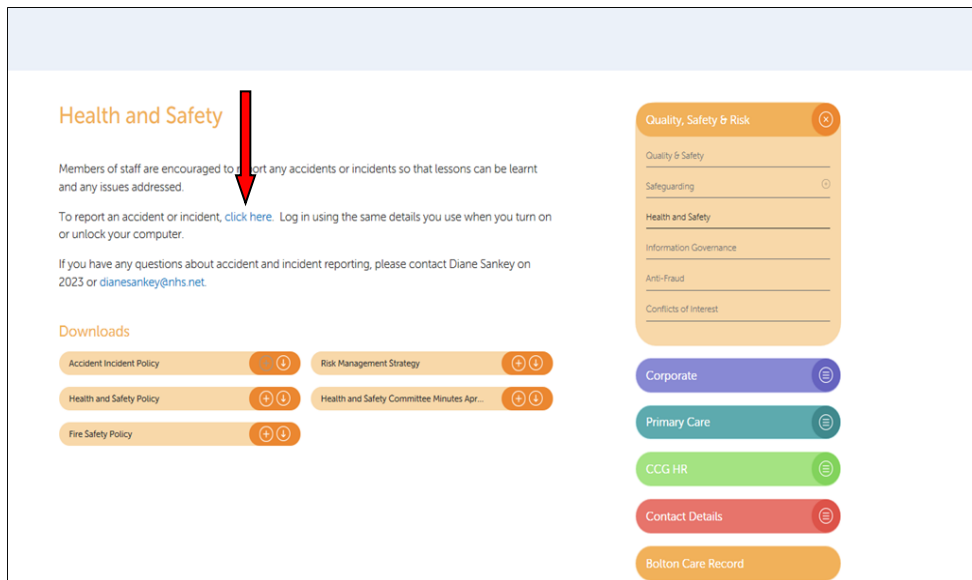 Health and Safety
Members of staff are encouraged to report any accidents or incidents so that lessons can be learnt
and any issues addressed.
To report an accident or incident, click here. Log in using the same details you use when you turn on
or unlock your computer.
If you have any questions about accident and incident reporting, please contact Diane Sankey on
2023 or dianesankey@nhs.net.
Downloads
Accident Incident Policy
Risk Management Strategy
Health and Safety Policy
Health and Safety Committee Minutes Apr...
Fire Safety Policy
Quality, Safety & Risk
Quality & Safety
Safeguarding
Health and Safety
Information Governance
Anti-Fraud
Conflicts of Interest
Corporate
Primary Care
CCG HR
Contact Details
Bolton Care Record